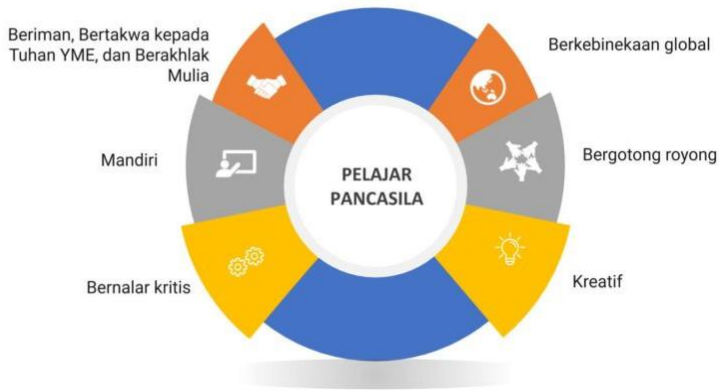 Beriman, Bertakwa kepada
Tuhan YME, dan Berakhlak
Mulia
Berkebinekaan global
Mandiri
Bergotong royong
PELAJAR
PANCASILA
Bernalar kritis
Kreatif